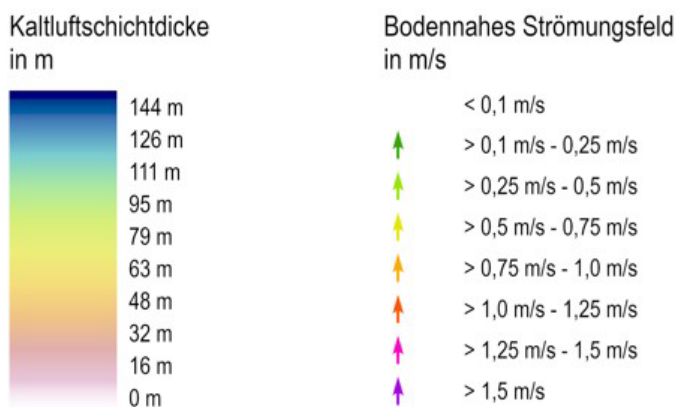 Kaltluftschichtdicke
in m
144 m
126 m
111 m
95 m
79 m
63 m
48 m
32 m
16 m
0 m
Bodennahes Strömungsfeld
in m/s
< 0,1 m/s
> 0,1 m/s - 0,25 m/s
> 0,25 m/s - 0,5 m/s
> 0,5 m/s - 0,75 m/s
> 0,75 m/s - 1,0 m/s
> 1,0 m/s - 1,25 m/s
> 1,25 m/s - 1,5 m/s
> 1,5 m/s